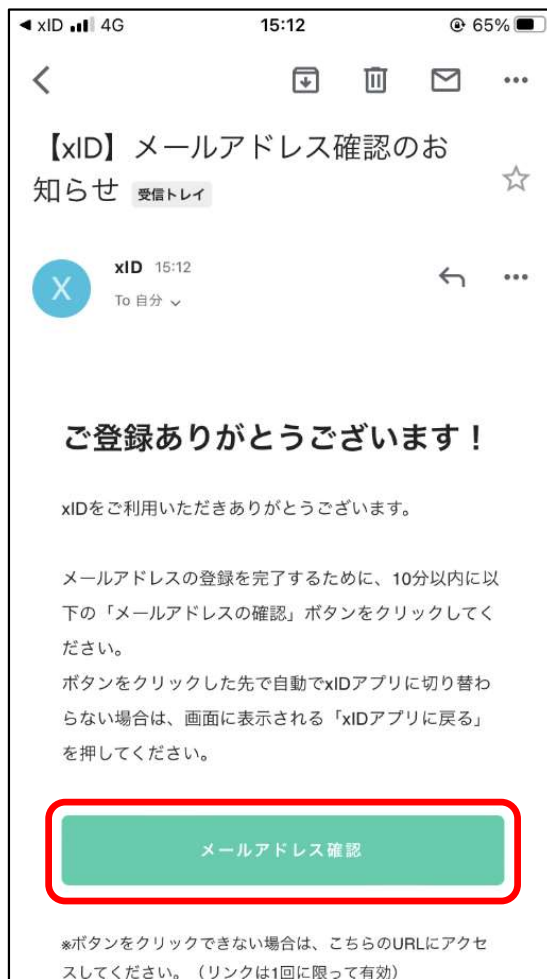 ◀ xID 4G 15:12 65%
【xID】メールアドレス確認のお
知らせ 受信トレイ
X
xID 15:12
To 自分
ご登録ありがとうございます！
xIDをご利用いただきありがとうございます。
メールアドレスの登録を完了するために、10分以内に以
下の「メールアドレスの確認」ボタンをクリックしてく
ださい。
ボタンをクリックした先で自動でxIDアプリに切り替わ
らない場合は、画面に表示される「xIDアプリに戻る」
を押してください。
メールアドレス確認
※ボタンをクリックできない場合は、こちらのURLにアクセ
スしてください。（リンクは1回に限って有効）